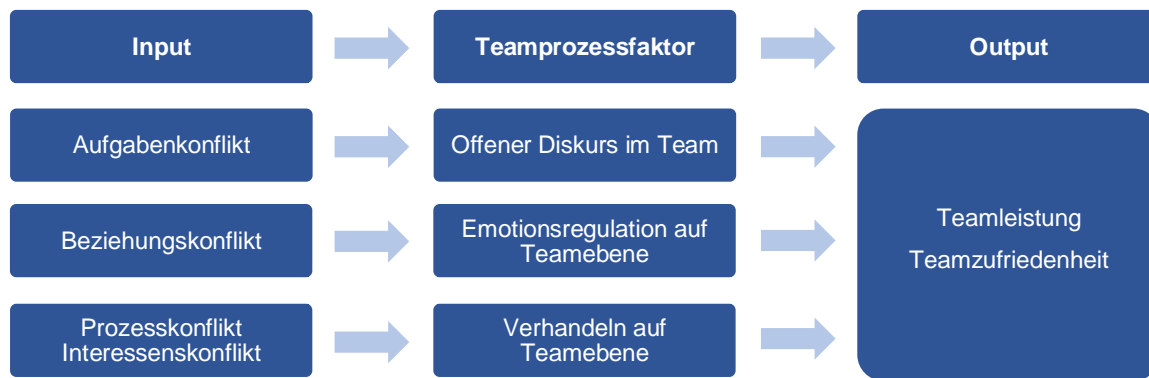 Input
Teamprozessfaktor
Output
Aufgabenkonflikt
Offener Diskurs im Team
Beziehungskonflikt
Emotionsregulation auf
Teamebene
Prozesskonflikt
Interessenskonflikt
Verhandeln auf
Teamebene
Teamleistung
Teamzufriedenheit